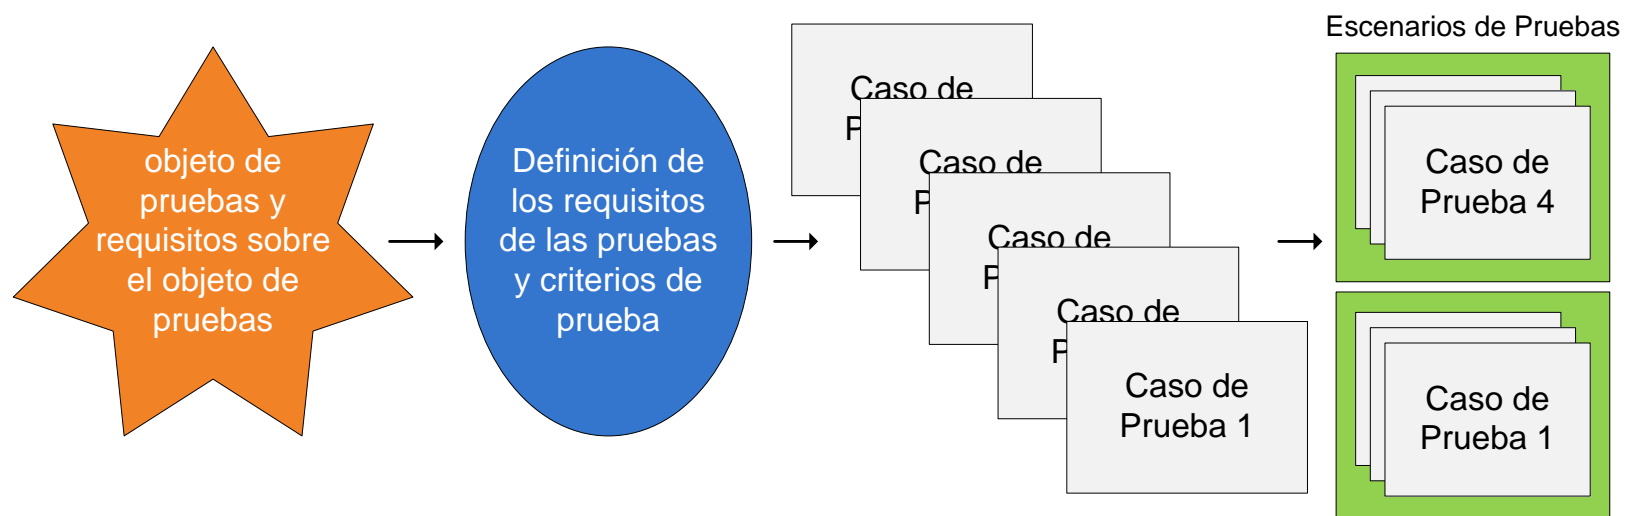 objeto de
pruebas y
requisitos sobre
el objeto de
pruebas
Definición de
los requisitos
de las pruebas
y criterios de
prueba
Caso de
P
Caso de
P
Caso de
P
Caso de
P
Caso de
Prueba 1
Escenarios de Pruebas
Caso de
Prueba 4
Caso de
Prueba 1